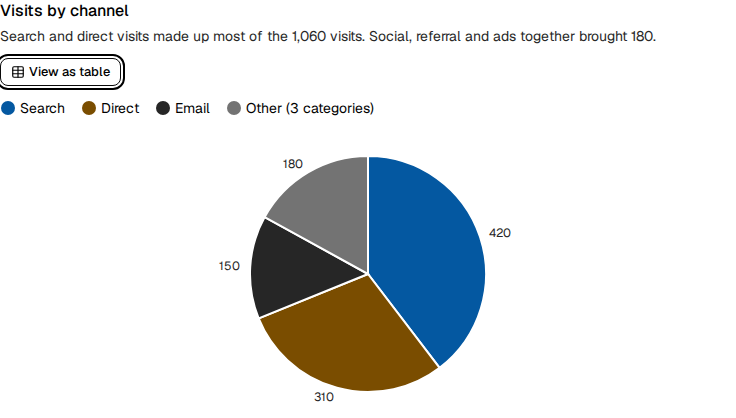 Visits by channel
Search and direct visits made up most of the 1,060 visits. Social, referral and ads together brought 180.
View as table
Search Direct Email Other (3 categories)
180
420
150
310